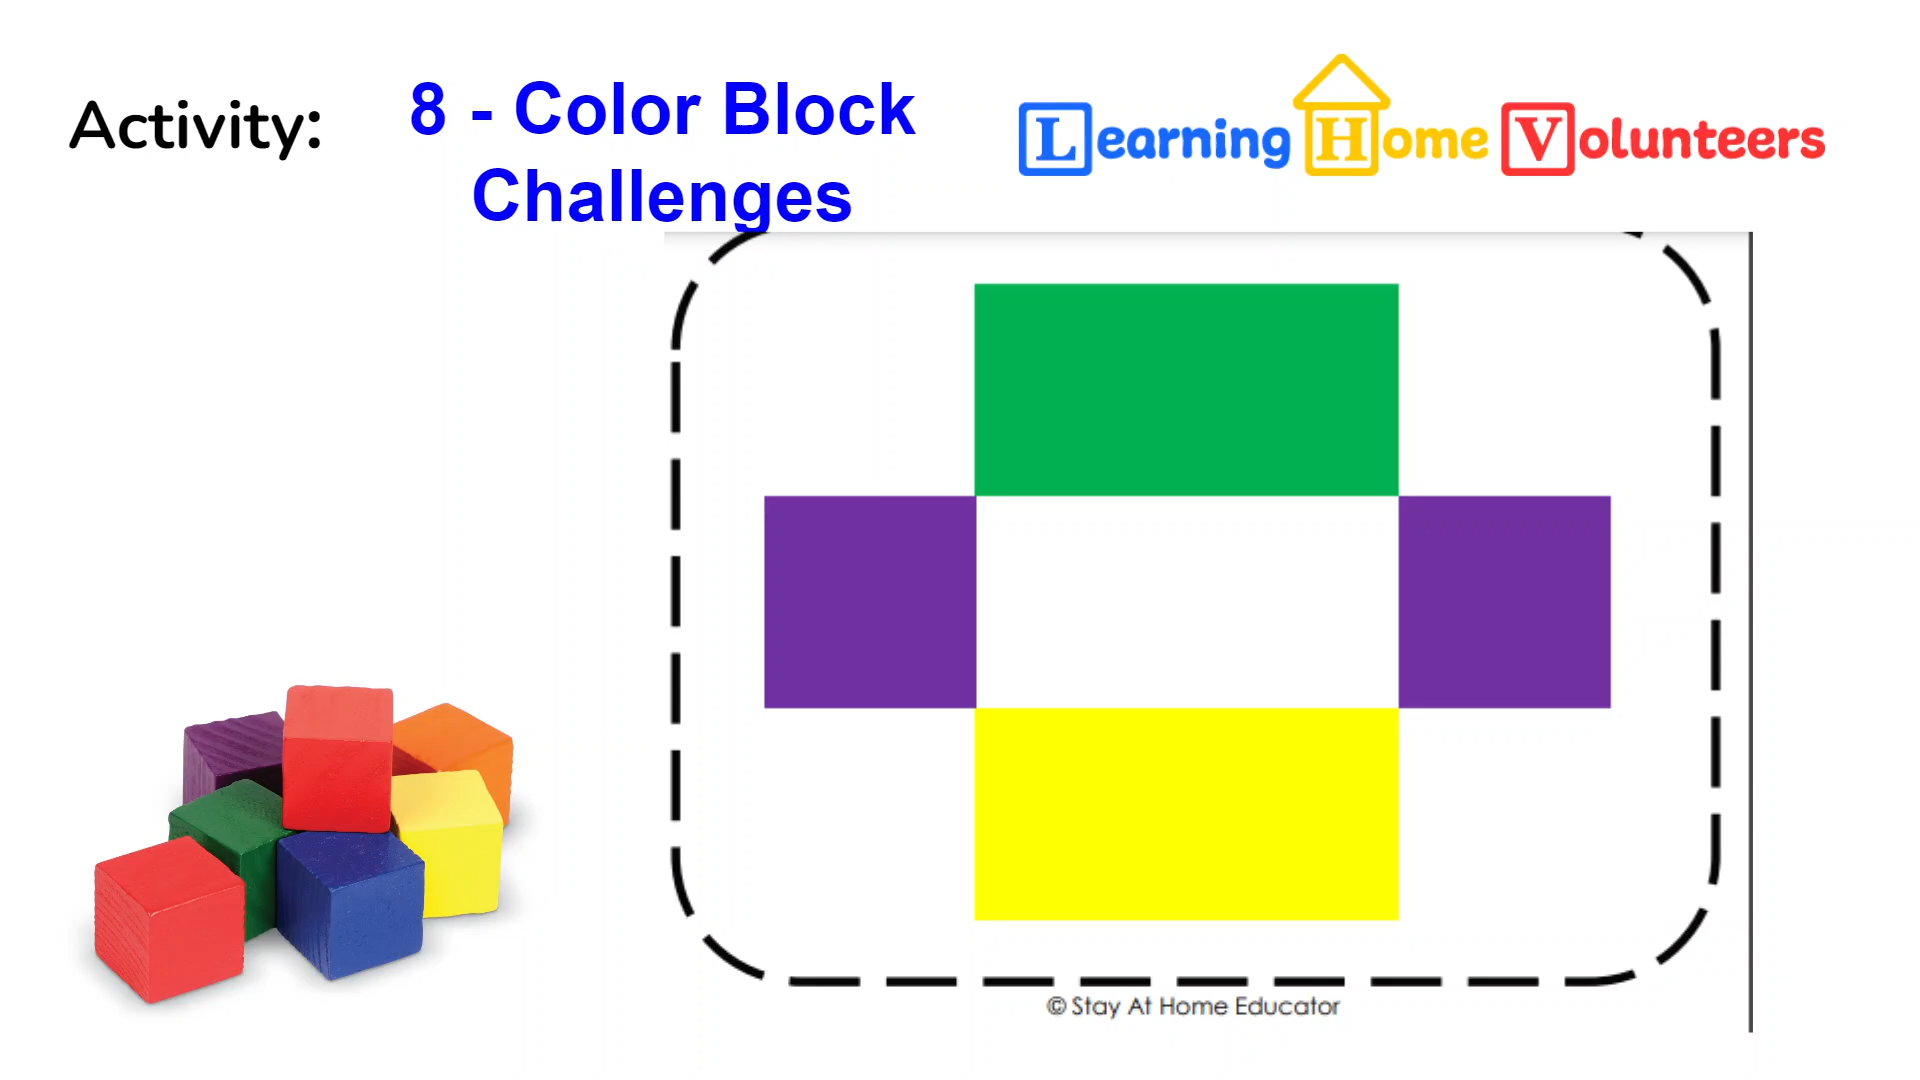 Activity:
8 - Color Block
Challenges
Learning Home Volunteers
© Stay At Home Educator